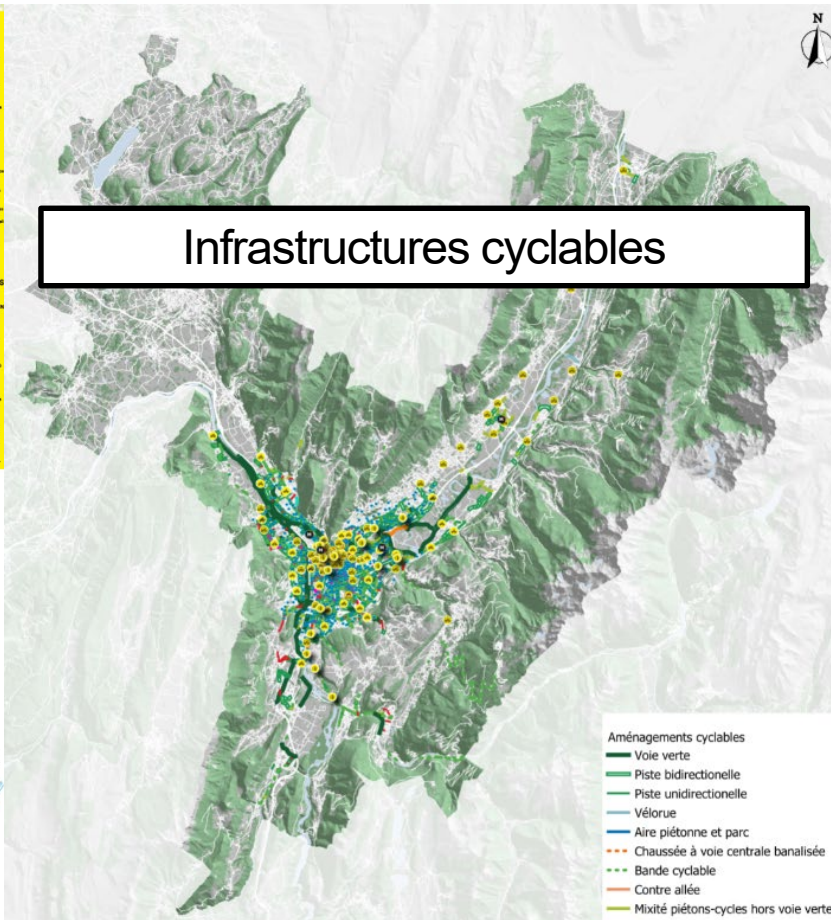 N
Infrastructures cyclables
Aménagements cyclables
Voie verte
Piste bidirectionelle
Piste unidirectionelle
Vélorue
Aire piétonne et parc
Chaussée à voie centrale banalisée
Bande cyclable
Contre allée
Mixité piétons-cycles hors voie verte